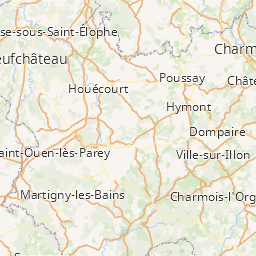 se-sous-Saint-Élophe
Charm
eufchâteau
Poussay
Châte
Houécourt
Hymont
Dompaire
aint-Ouen-lès-Parey
Ville-sur-Illon
Martigny-les-Bains
Charmois-l'Org